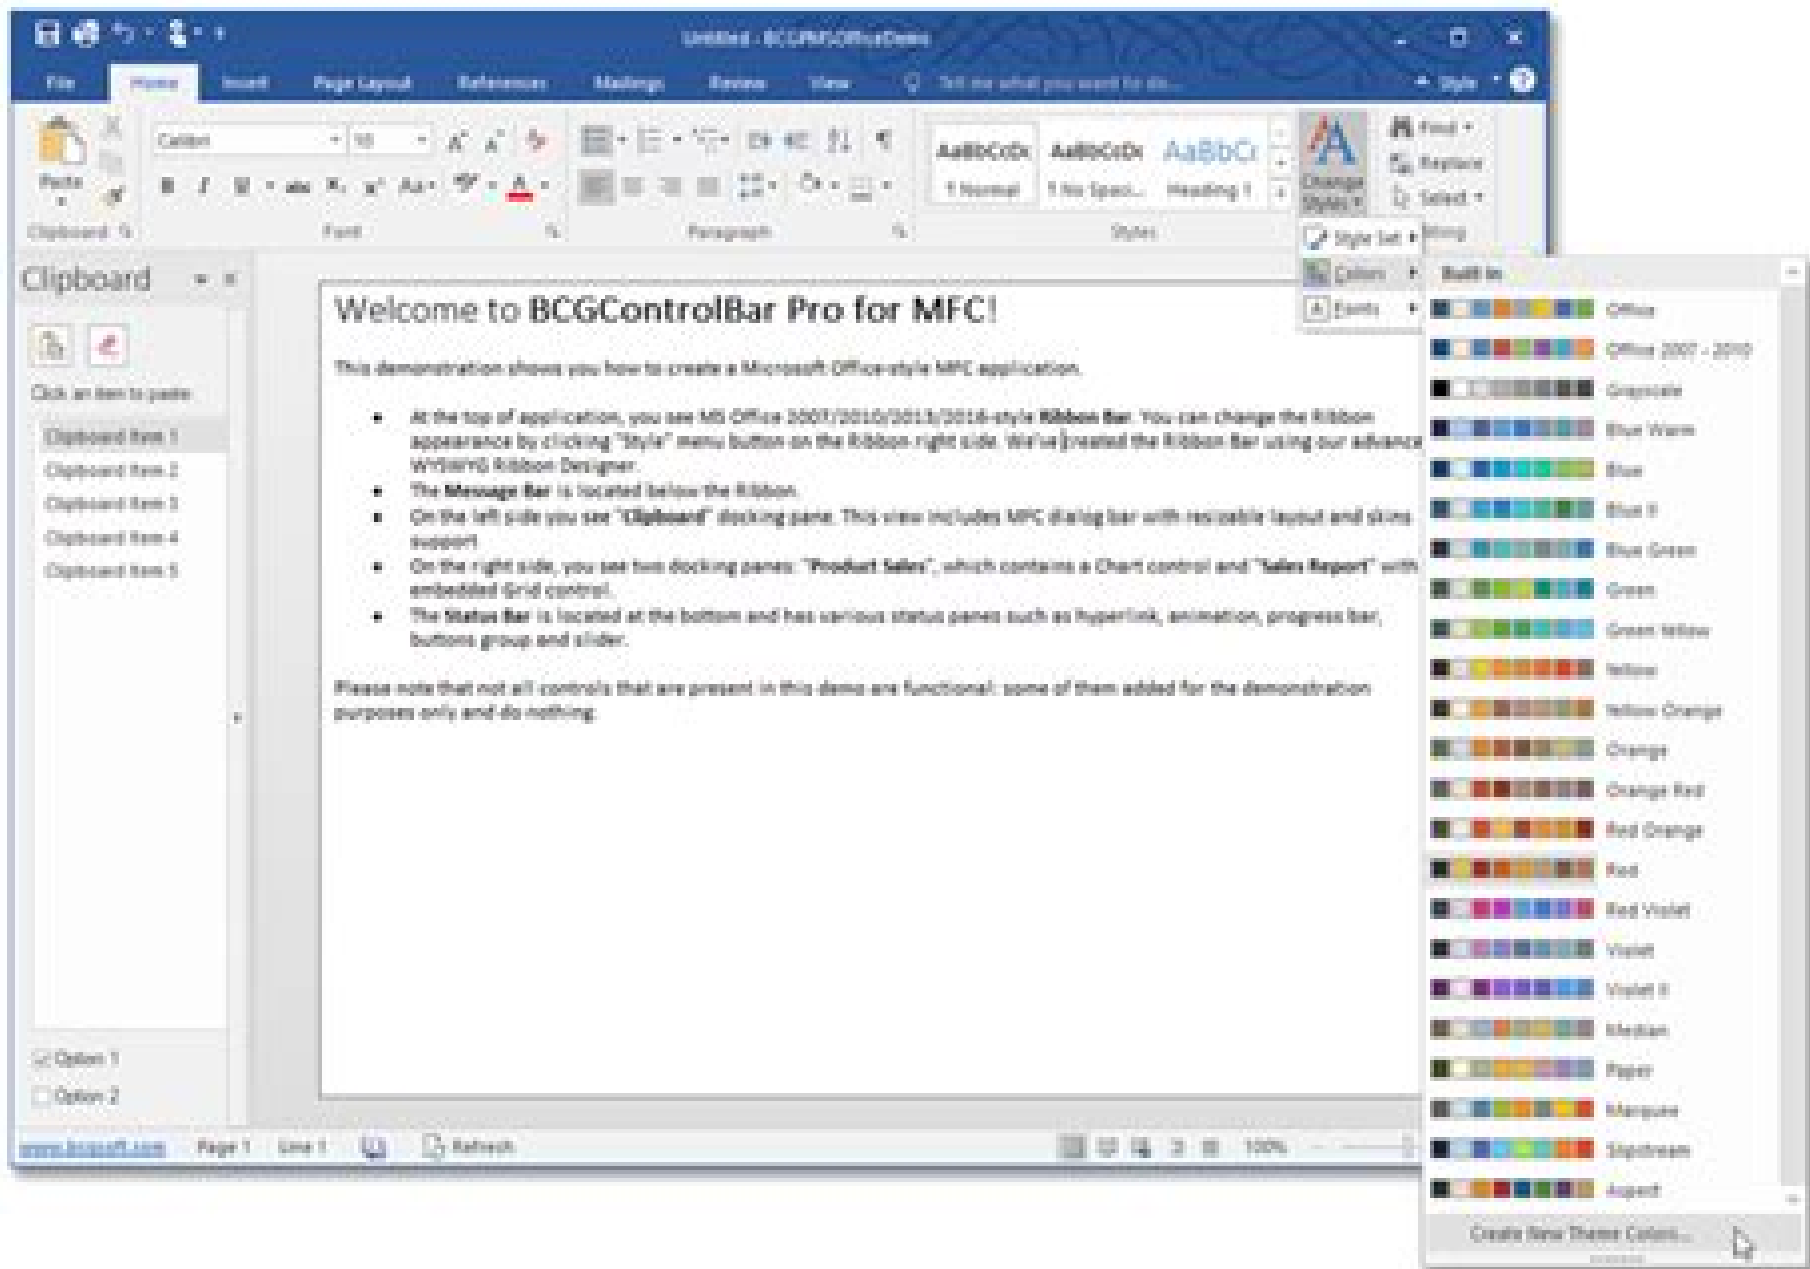 Untitled - BCGPMSOfficeDemo
File Home Insert Page Layout References Mailings Review View Tell me what you want to do... Style
Calibri 10
Paste
B I U abc Aa A
AaBbCcDc AaBbCcDc AaBbCc
¶ Normal ¶ No Spaci... Heading 1
Change
Styles
Find
Replace
Select
Clipboard Font Paragraph Styles
Style Set
Colors
Fonts
Clipboard
Click an item to paste:
Clipboard Item 1
Clipboard Item 2
Clipboard Item 3
Clipboard Item 4
Clipboard Item 5
Option 1
Option 2
Welcome to BCGControlBar Pro for MFC!
This demonstration shows you how to create a Microsoft Office-style MFC application.
• At the top of application, you see MS Office 2007/2010/2013/2016-style Ribbon Bar. You can change the Ribbon
appearance by clicking "Style" menu button on the Ribbon right side. We've created the Ribbon Bar using our advance
WYSIWYG Ribbon Designer.
• The Message Bar is located below the Ribbon.
• On the left side you see "Clipboard" docking pane. This view includes MFC dialog bar with resizable layout and skins
support
• On the right side, you see two docking panes: "Product Sales", which contains a Chart control and "Sales Report" with
embedded Grid control.
• The Status Bar is located at the bottom and has various status panes such as hyperlink, animation, progress bar,
buttons group and slider.
Please note that not all controls that are present in this demo are functional: some of them added for the demonstration
purposes only and do nothing.
Built In
Office
Office 2007 - 2010
Grayscale
Blue Warm
Blue
Blue II
Blue Green
Green
Green Yellow
Yellow
Yellow Orange
Orange
Orange Red
Red Orange
Red
Red Violet
Violet
Violet II
Median
Paper
Marquee
Slipstream
Aspect
Create New Theme Colors...
www.bcgsoft.com Page 1 Line 1 Refresh 100%